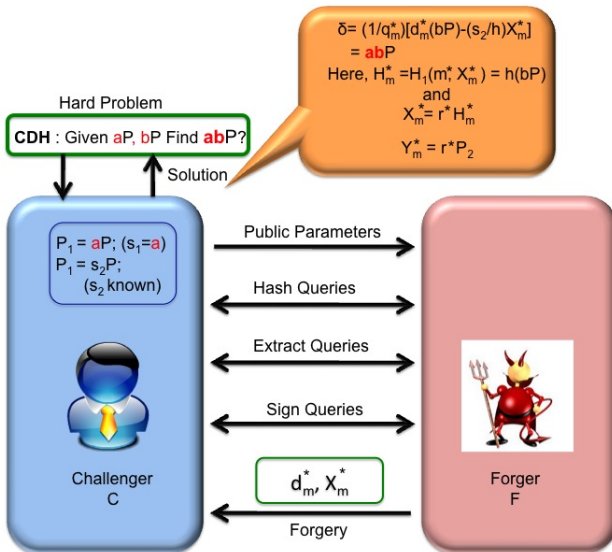 δ= (1/q*m)[d*m(bP)-(s2/h)X*m]
= abP
Here, H*m =H1(m*, X*m) = h(bP)
and
X*m = r*H*m
Y*m = r*P2
Hard Problem
CDH : Given aP, bP Find abP?
Solution
P1 = aP; (s1=a)
P1 = s2P;
(s2 known)
Public Parameters
Hash Queries
Extract Queries
Sign Queries
d*m, X*m
Forgery
Challenger
C
Forger
F